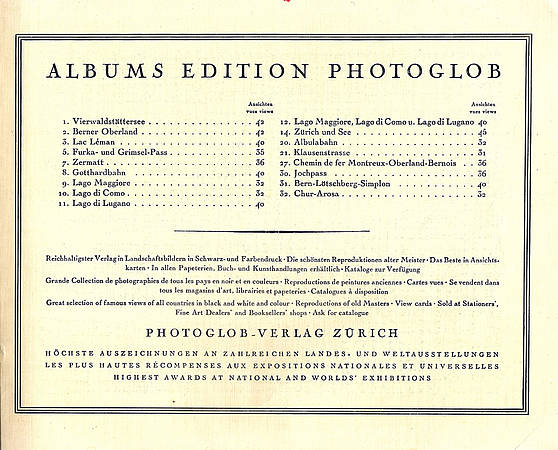 ALBUMS EDITION PHOTOGLOB
Ansichten
vues views
1. Vierwaldstättersee . . . . . . . . . . . . 42
2. Berner Oberland . . . . . . . . . . . . . 42
3. Lac Léman . . . . . . . . . . . . . . . . 40
5. Furka- und Grimsel-Pass . . . . . . . . . 35
7. Zermatt . . . . . . . . . . . . . . . . . . 36
8. Gotthardbahn . . . . . . . . . . . . . . 40
9. Lago Maggiore . . . . . . . . . . . . . . 32
10. Lago di Como . . . . . . . . . . . . . . . 32
11. Lago di Lugano . . . . . . . . . . . . . . 40
Ansichten
vues views
12. Lago Maggiore, Lago di Como u. Lago di Lugano 40
14. Zürich und See . . . . . . . . . . . . . . 45
20. Albulabahn . . . . . . . . . . . . . . . . 32
21. Klausenstrasse . . . . . . . . . . . . . . 31
27. Chemin de fer Montreux-Oberland-Bernois . . 36
30. Jochpass . . . . . . . . . . . . . . . . . 36
31. Bern-Lötschberg-Simplon . . . . . . . . . 40
32. Chur-Arosa . . . . . . . . . . . . . . . . 32
Reichhaltigster Verlag in Landschaftsbildern in Schwarz- und Farbendruck · Die schönsten Reproduktionen alter Meister · Das Beste in Ansichts-
karten · In allen Papeterien, Buch- und Kunsthandlungen erhältlich · Kataloge zur Verfügung
Grande Collection de photographies de tous les pays en noir et en couleurs · Reproductions de peintures anciennes · Cartes vues · Se vendent dans
tous les magasins d'art, librairies et papeteries · Catalogues à disposition
Great selection of famous views of all countries in black and white and colour · Reproductions of old Masters · View cards · Sold at Stationers',
Fine Art Dealers' and Booksellers' shops · Ask for catalogue
PHOTOGLOB-VERLAG ZÜRICH
HÖCHSTE AUSZEICHNUNGEN AN ZAHLREICHEN LANDES- UND WELTAUSSTELLUNGEN
LES PLUS HAUTES RÉCOMPENSES AUX EXPOSITIONS NATIONALES ET UNIVERSELLES
HIGHEST AWARDS AT NATIONAL AND WORLDS' EXHIBITIONS